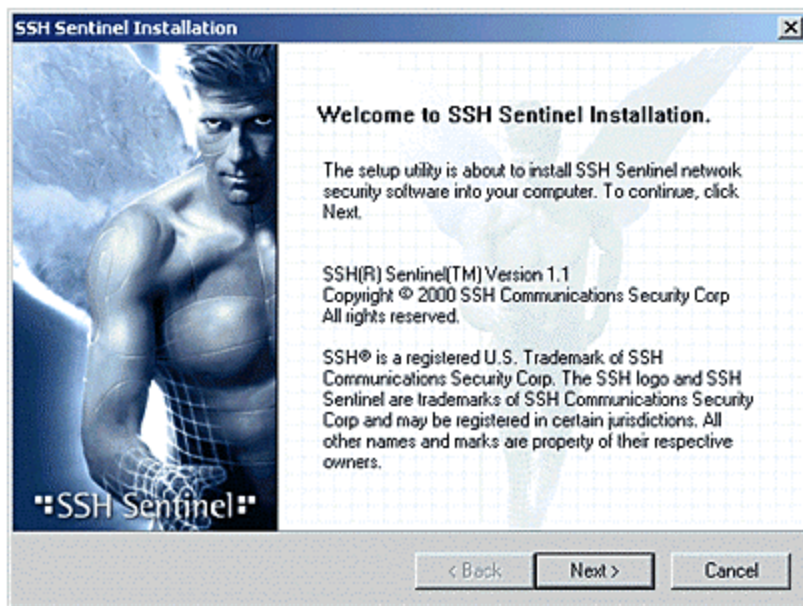 SSH Sentinel Installation
Welcome to SSH Sentinel Installation.
The setup utility is about to install SSH Sentinel network
security software into your computer. To continue, click
Next.
SSH(R) Sentinel(TM) Version 1.1
Copyright © 2000 SSH Communications Security Corp
All rights reserved.
SSH® is a registered U.S. Trademark of SSH
Communications Security Corp. The SSH logo and SSH
Sentinel are trademarks of SSH Communications Security
Corp and may be registered in certain jurisdictions. All
other names and marks are property of their respective
owners.
SSH Sentinel
< Back
Next >
Cancel